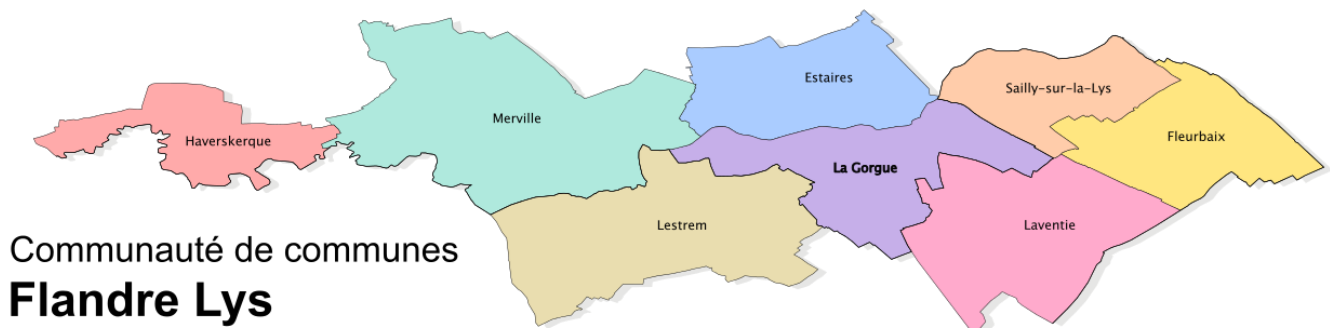 Estaires
Sailly-sur-la-Lys
Merville
Haverskerque
Fleurbaix
La Gorgue
Lestrem
Laventie
Communauté de communes
Flandre Lys